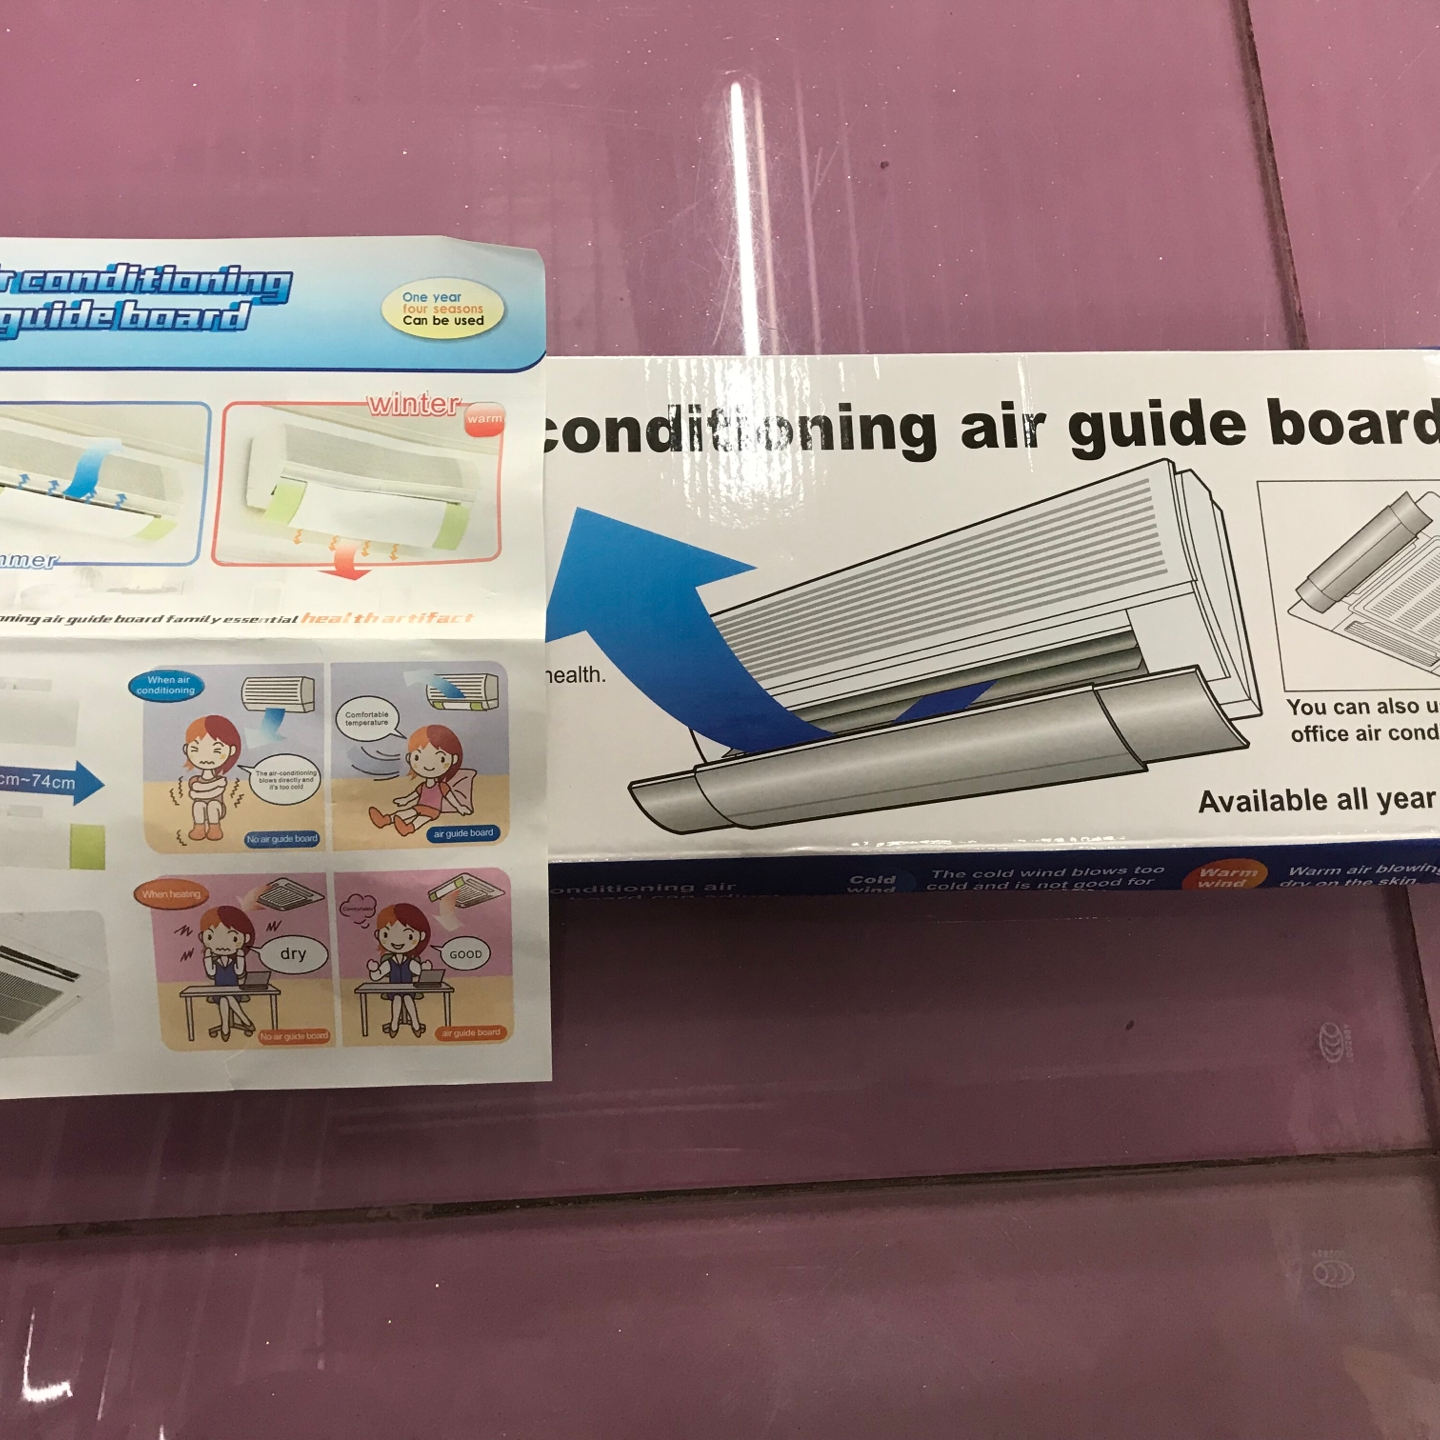 r conditioning
guide board
One year
four seasons
Can be used
winter
warm
mmer
oning air guide board family essential health artifact
cm~74cm
When air
conditioning
The air-conditioning
blows directly and
it's too cold
No air guide board
Comfortable
temperature
air guide board
When heating
dry
No air guide board
GOOD
air guide board
conditioning air guide board
health.
You can also u
office air cond
Available all year
onditioning air
Cold
wind
The cold wind blows too
cold and is not good for
Warm
wind
Warm air blowing
dry on the skin